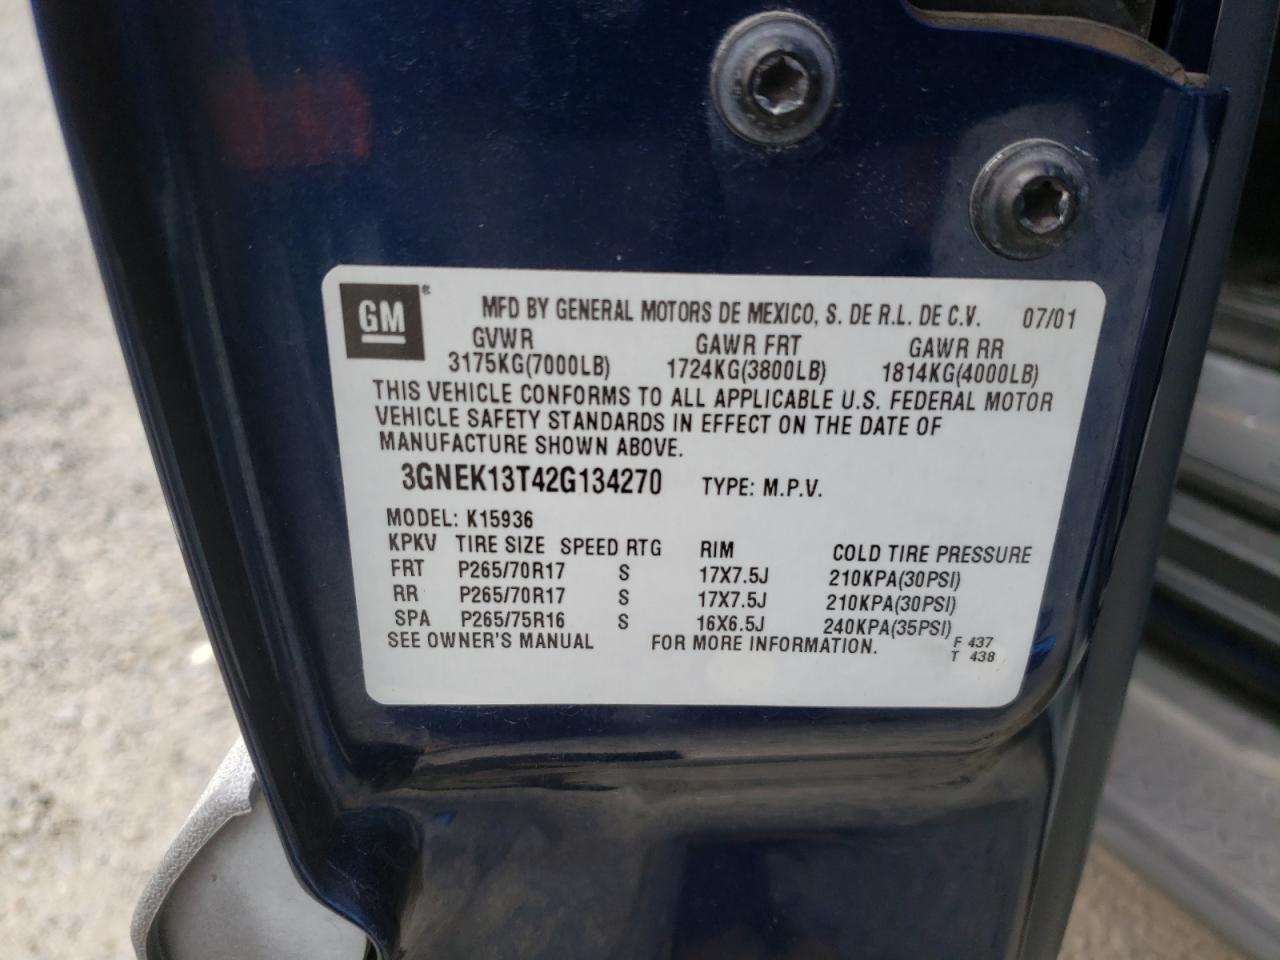 GM®
MFD BY GENERAL MOTORS DE MEXICO, S. DE R.L. DE C.V. 07/01
GVWR GAWR FRT GAWR RR
3175KG(7000LB) 1724KG(3800LB) 1814KG(4000LB)
THIS VEHICLE CONFORMS TO ALL APPLICABLE U.S. FEDERAL MOTOR
VEHICLE SAFETY STANDARDS IN EFFECT ON THE DATE OF
MANUFACTURE SHOWN ABOVE.
3GNEK13T42G134270 TYPE: M.P.V.
MODEL: K15936
KPKV TIRE SIZE SPEED RTG RIM COLD TIRE PRESSURE
FRT P265/70R17 S 17X7.5J 210KPA(30PSI)
RR P265/70R17 S 17X7.5J 210KPA(30PSI)
SPA P265/75R16 S 16X6.5J 240KPA(35PSI)
SEE OWNER'S MANUAL FOR MORE INFORMATION.
F 437
T 438